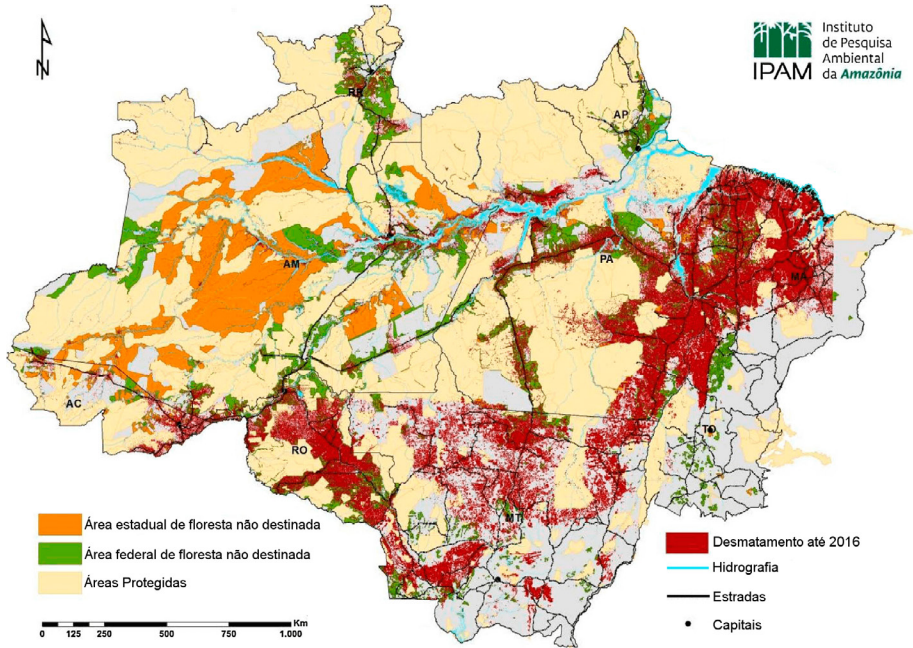 N
IPAM
Instituto
de Pesquisa
Ambiental
da Amazônia
RR
AP
AM
PA
MA
AC
RO
TO
MT
Área estadual de floresta não destinada
Área federal de floresta não destinada
Áreas Protegidas
Km
0 125 250 500 750 1.000
Desmatamento até 2016
Hidrografia
Estradas
Capitais